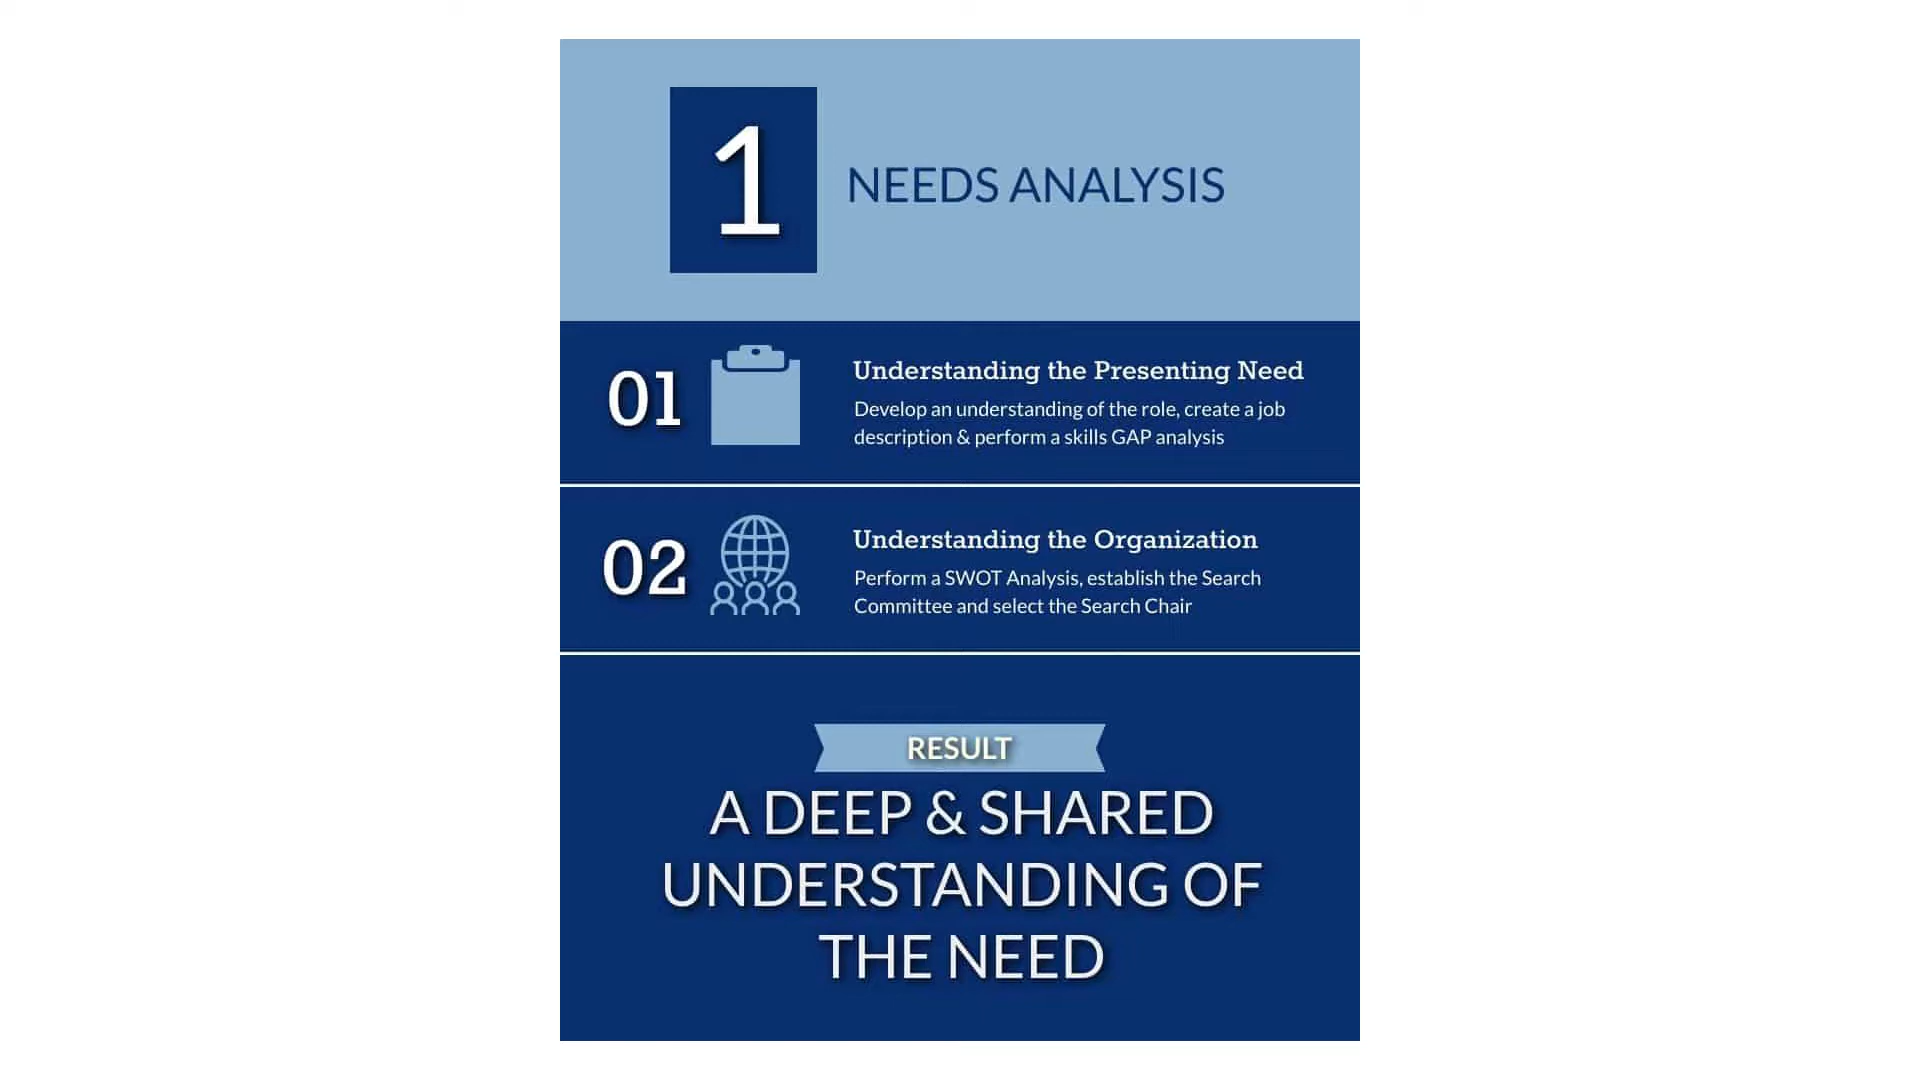 1
NEEDS ANALYSIS
01
Understanding the Presenting Need
Develop an understanding of the role, create a job
description & perform a skills GAP analysis
02
Understanding the Organization
Perform a SWOT Analysis, establish the Search
Committee and select the Search Chair
RESULT
A DEEP & SHARED
UNDERSTANDING OF
THE NEED